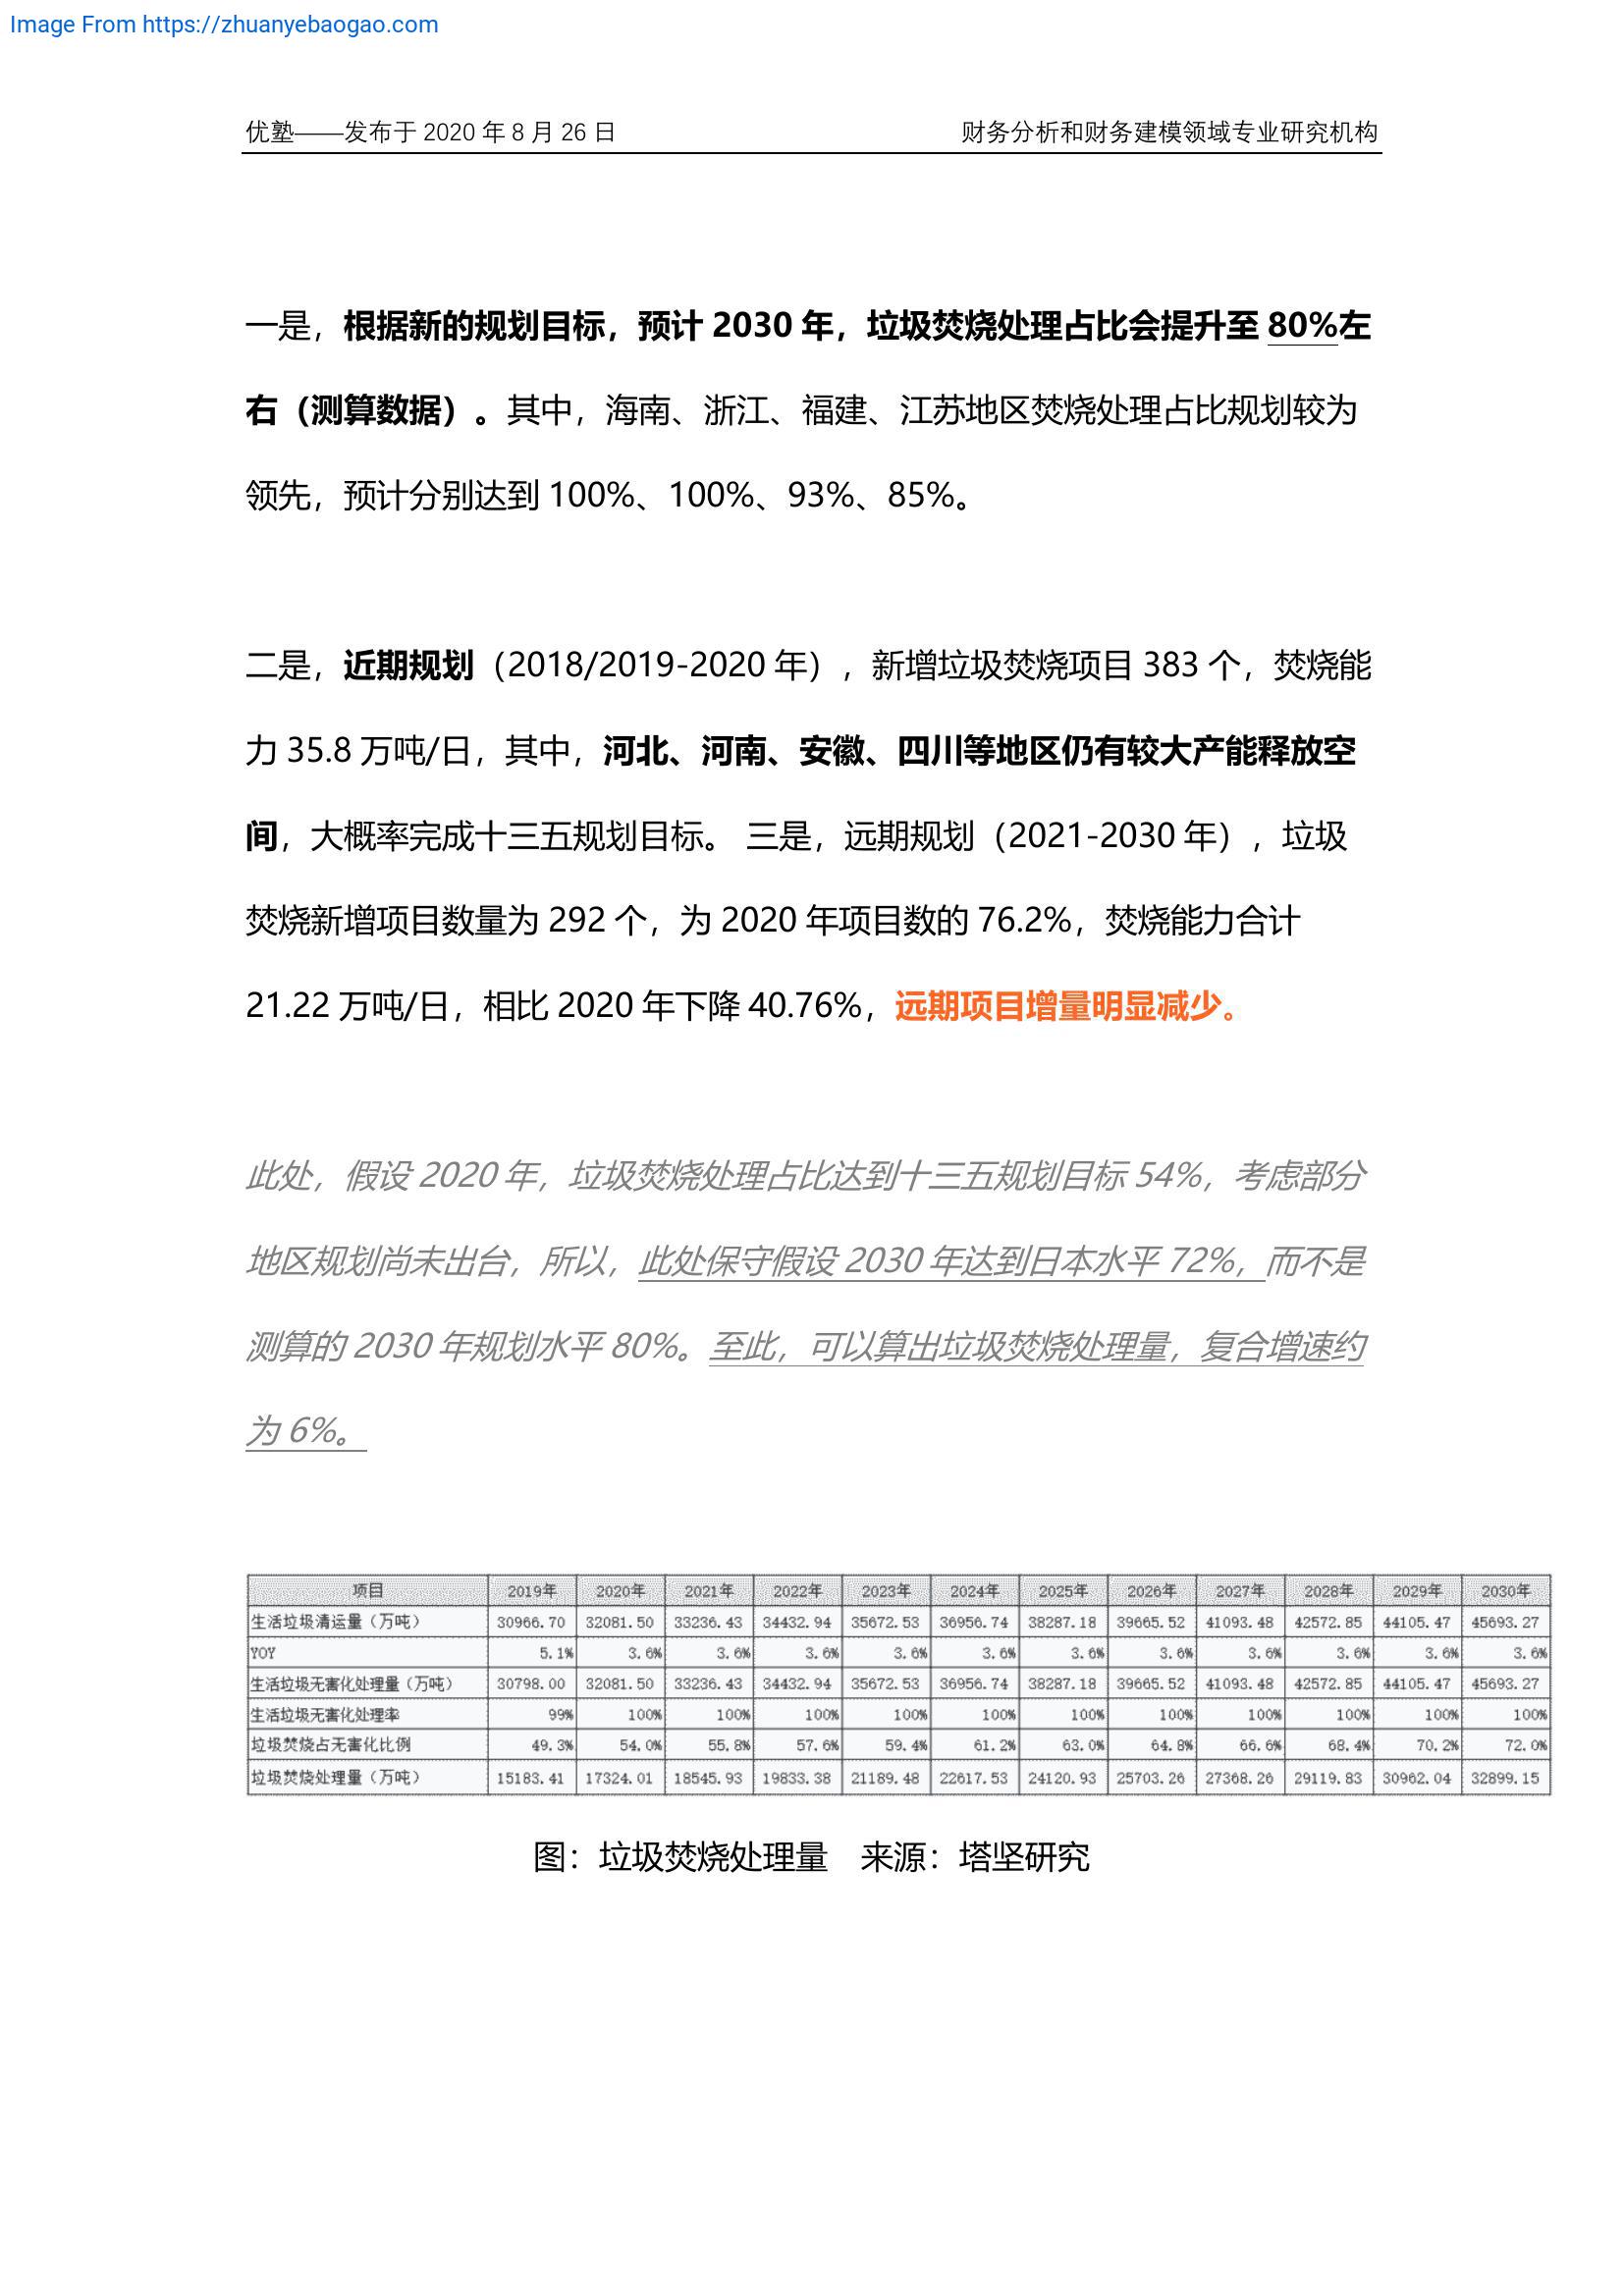 Image From https://zhuanyebaogao.com
优塾——发布于 2020 年 8 月 26 日 财务分析和财务建模领域专业研究机构
一是，根据新的规划目标，预计 2030 年，垃圾焚烧处理占比会提升至 80%左
右（测算数据）。其中，海南、浙江、福建、江苏地区焚烧处理占比规划较为
领先，预计分别达到 100%、100%、93%、85%。
二是，近期规划（2018/2019-2020 年），新增垃圾焚烧项目 383 个，焚烧能
力 35.8 万吨/日，其中，河北、河南、安徽、四川等地区仍有较大产能释放空
间，大概率完成十三五规划目标。 三是，远期规划（2021-2030 年），垃圾
焚烧新增项目数量为 292 个，为 2020 年项目数的 76.2%，焚烧能力合计
21.22 万吨/日，相比 2020 年下降 40.76%，远期项目增量明显减少。
此处，假设 2020 年，垃圾焚烧处理占比达到十三五规划目标 54%，考虑部分
地区规划尚未出台，所以，此处保守假设 2030 年达到日本水平 72%，而不是
测算的 2030 年规划水平 80%。至此，可以算出垃圾焚烧处理量，复合增速约
为 6%。
项目 2019年 2020年 2021年 2022年 2023年 2024年 2025年 2026年 2027年 2028年 2029年 2030年
生活垃圾清运量（万吨） 30966.70 32081.50 33236.43 34432.94 35672.53 36956.74 38287.18 39665.52 41093.48 42572.85 44105.47 45693.27
YOY 5.1% 3.6% 3.6% 3.6% 3.6% 3.6% 3.6% 3.6% 3.6% 3.6% 3.6% 3.6%
生活垃圾无害化处理量（万吨） 30798.00 32081.50 33236.43 34432.94 35672.53 36956.74 38287.18 39665.52 41093.48 42572.85 44105.47 45693.27
生活垃圾无害化处理率 99% 100% 100% 100% 100% 100% 100% 100% 100% 100% 100% 100%
垃圾焚烧占无害化比例 49.3% 54.0% 55.8% 57.6% 59.4% 61.2% 63.0% 64.8% 66.6% 68.4% 70.2% 72.0%
垃圾焚烧处理量（万吨） 15183.41 17324.01 18545.93 19833.38 21189.48 22617.53 24120.93 25703.26 27368.26 29119.83 30962.04 32899.15
图：垃圾焚烧处理量 来源：塔坚研究